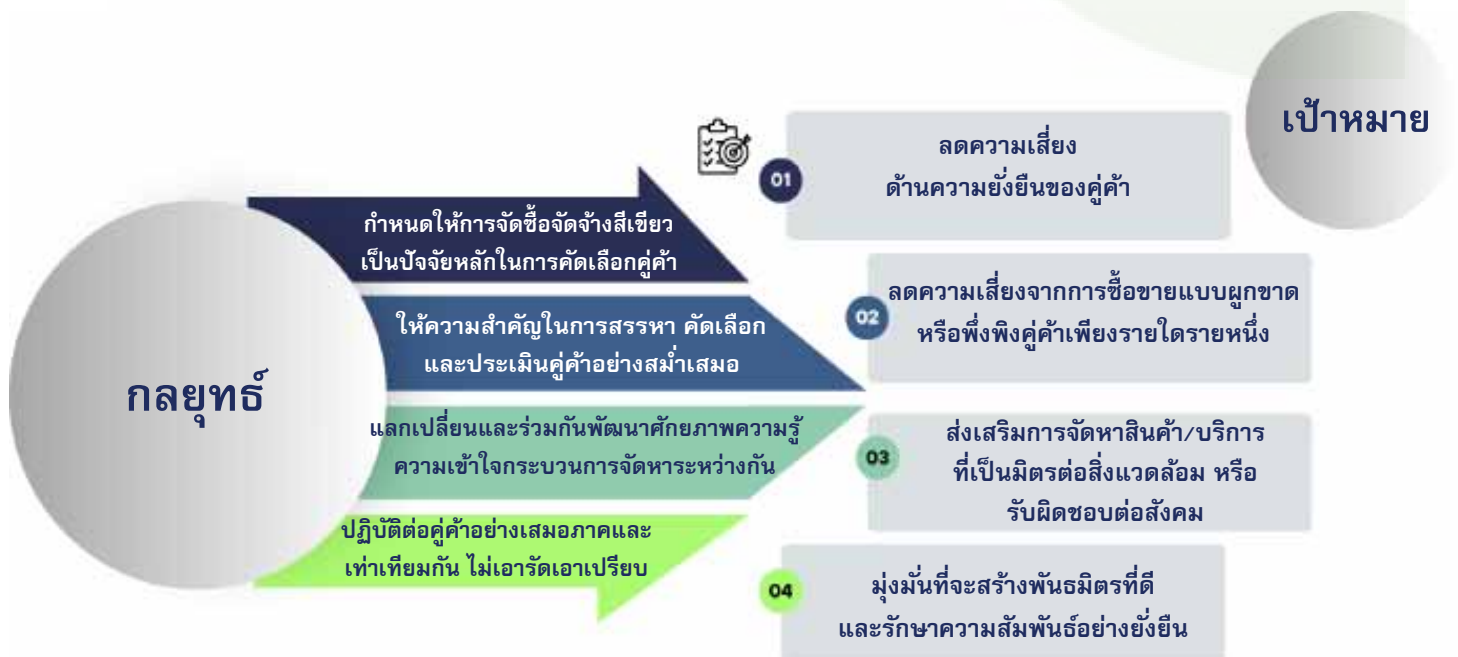 เป้าหมาย
กลยุทธ์
กำหนดให้การจัดซื้อจัดจ้างสีเขียว
เป็นปัจจัยหลักในการคัดเลือกคู่ค้า
ให้ความสำคัญในการสรรหา คัดเลือก
และประเมินคู่ค้าอย่างสม่ำเสมอ
แลกเปลี่ยนและร่วมกันพัฒนาศักยภาพความรู้
ความเข้าใจกระบวนการจัดหาระหว่างกัน
ปฏิบัติต่อคู่ค้าอย่างเสมอภาคและ
เท่าเทียมกัน ไม่เอารัดเอาเปรียบ
01
ลดความเสี่ยง
ด้านความยั่งยืนของคู่ค้า
02
ลดความเสี่ยงจากการซื้อขายแบบผูกขาด
หรือพึ่งพิงคู่ค้าเพียงรายใดรายหนึ่ง
03
ส่งเสริมการจัดหาสินค้า/บริการ
ที่เป็นมิตรต่อสิ่งแวดล้อม หรือ
รับผิดชอบต่อสังคม
04
มุ่งมั่นที่จะสร้างพันธมิตรที่ดี
และรักษาความสัมพันธ์อย่างยั่งยืน